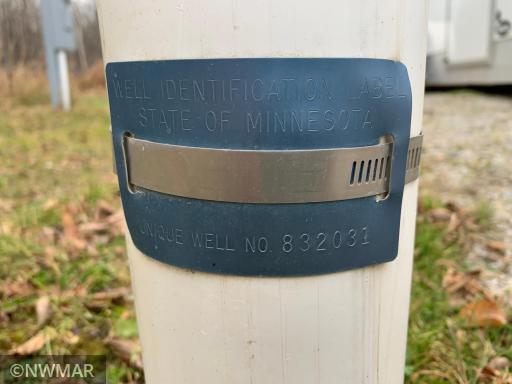 WELL IDENTIFICATION LABEL
STATE OF MINNESOTA
UNIQUE WELL NO. 832031
©NWMAR